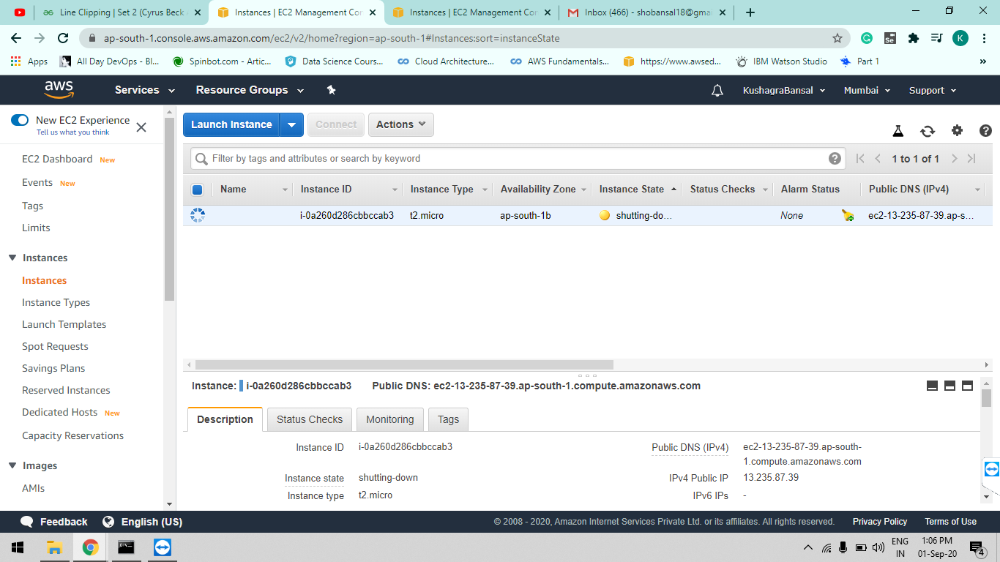 Line Clipping | Set 2 (Cyrus Beck A
Instances | EC2 Management Con
Instances | EC2 Management Con
Inbox (466) - shobansal18@gmai
ap-south-1.console.aws.amazon.com/ec2/v2/home?region=ap-south-1#Instances:sort=instanceState
Se
K
Apps
All Day DevOps - Bl...
Spinbot.com - Artic...
Data Science Cours...
Cloud Architecture...
AWS Fundamentals...
https://www.awsed...
IBM Watson Studio
Part 1
»
aws
Services
Resource Groups
KushagraBansal
Mumbai
Support
New EC2 Experience
Tell us what you think
EC2 Dashboard New
Events New
Tags
Limits
Instances
Instances
Instance Types
Launch Templates
Spot Requests
Savings Plans
Reserved Instances
Dedicated Hosts New
Capacity Reservations
Images
AMIs
Launch Instance
Connect
Actions
Filter by tags and attributes or search by keyword
1 to 1 of 1
Name Instance ID Instance Type Availability Zone Instance State Status Checks Alarm Status Public DNS (IPv4)
i-0a260d286cbbccab3 t2.micro ap-south-1b shutting-do... None ec2-13-235-87-39.ap-s...
Instance: i-0a260d286cbbccab3 Public DNS: ec2-13-235-87-39.ap-south-1.compute.amazonaws.com
Description Status Checks Monitoring Tags
Instance ID i-0a260d286cbbccab3
Instance state shutting-down
Instance type t2.micro
Public DNS (IPv4) ec2-13-235-87-39.ap-south-
1.compute.amazonaws.com
IPv4 Public IP 13.235.87.39
IPv6 IPs -
Feedback
English (US)
© 2008 - 2020, Amazon Internet Services Private Ltd. or its affiliates. All rights reserved.
Privacy Policy
Terms of Use
ENG
IN
1:06 PM
01-Sep-20
4